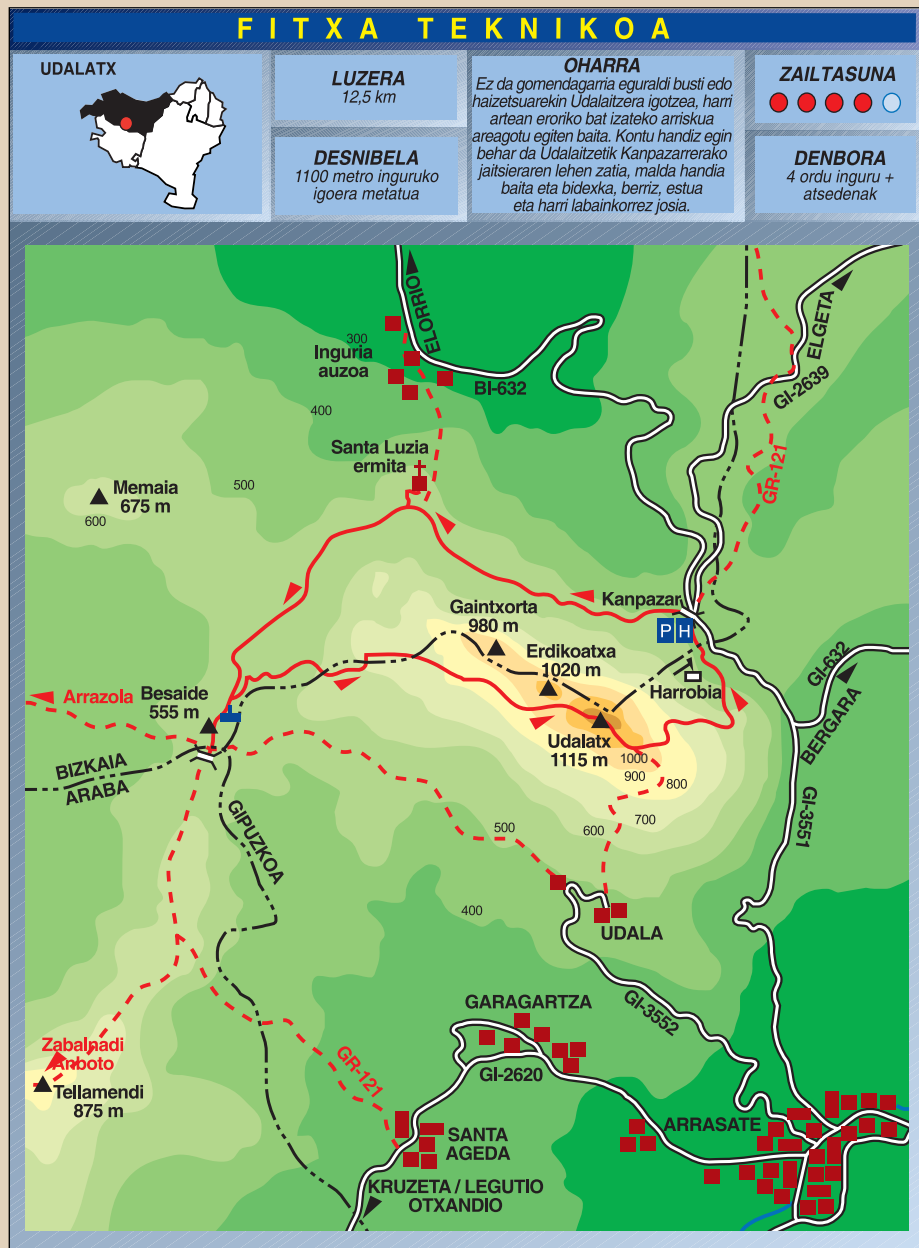 FITXA TEKNIKOA
UDALATX
LUZERA
12,5 km
DESNIBELA
1100 metro inguruko
igoera metatua
OHARRA
Ez da gomendagarria eguraldi busti edo
haizetsuarekin Udalaitzera igotzea, harri
artean eroriko bat izateko arriskua
areagotu egiten baita. Kontu handiz egin
behar da Udalaitzetik Kanpazarrerako
jaitsieraren lehen zatia, malda handia
baita eta bidexka, berriz, estua
eta harri labainkorrez josia.
ZAILTASUNA
DENBORA
4 ordu inguru +
atsedenak
ELORRIO
ELGETA
300
Inguria
auzoa
BI-632
GI-2639
400
Santa Luzia
ermita
GR-121
Memaia
675 m
500
600
Kanpazar
Gaintxorta
980 m
P H
Erdikoatxa
1020 m
GI-632
Harrobia
BERGARA
Arrazola
Besaide
555 m
Udalatx
1115 m
1000
900
800
700
600
500
400
BIZKAIA
ARABA
GIPUZKOA
GI-3551
UDALA
GI-3552
GARAGARTZA
GI-2620
Zabalnadi
Anboto
Tellamendi
875 m
GR-121
SANTA
AGEDA
ARRASATE
KRUZETA / LEGUTIO
OTXANDIO